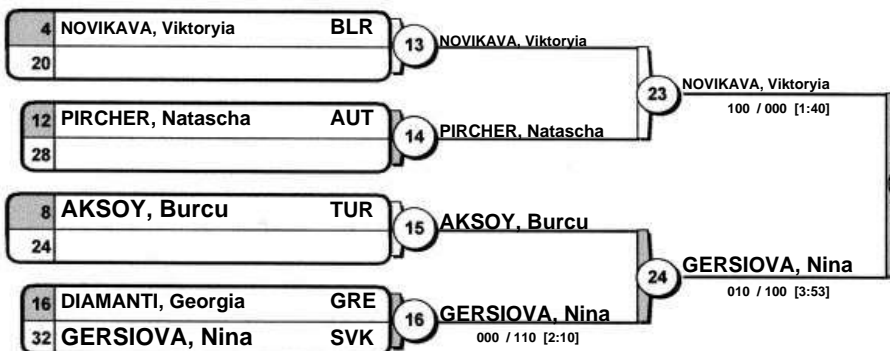 4 NOVIKAVA, Viktoryia BLR
20
13 NOVIKAVA, Viktoryia
23 NOVIKAVA, Viktoryia
100 / 000 [1:40]
12 PIRCHER, Natascha AUT
28
14 PIRCHER, Natascha
8 AKSOY, Burcu TUR
24
15 AKSOY, Burcu
24 GERSIOVA, Nina
010 / 100 [3:53]
16 DIAMANTI, Georgia GRE
32 GERSIOVA, Nina SVK
16 GERSIOVA, Nina
000 / 110 [2:10]